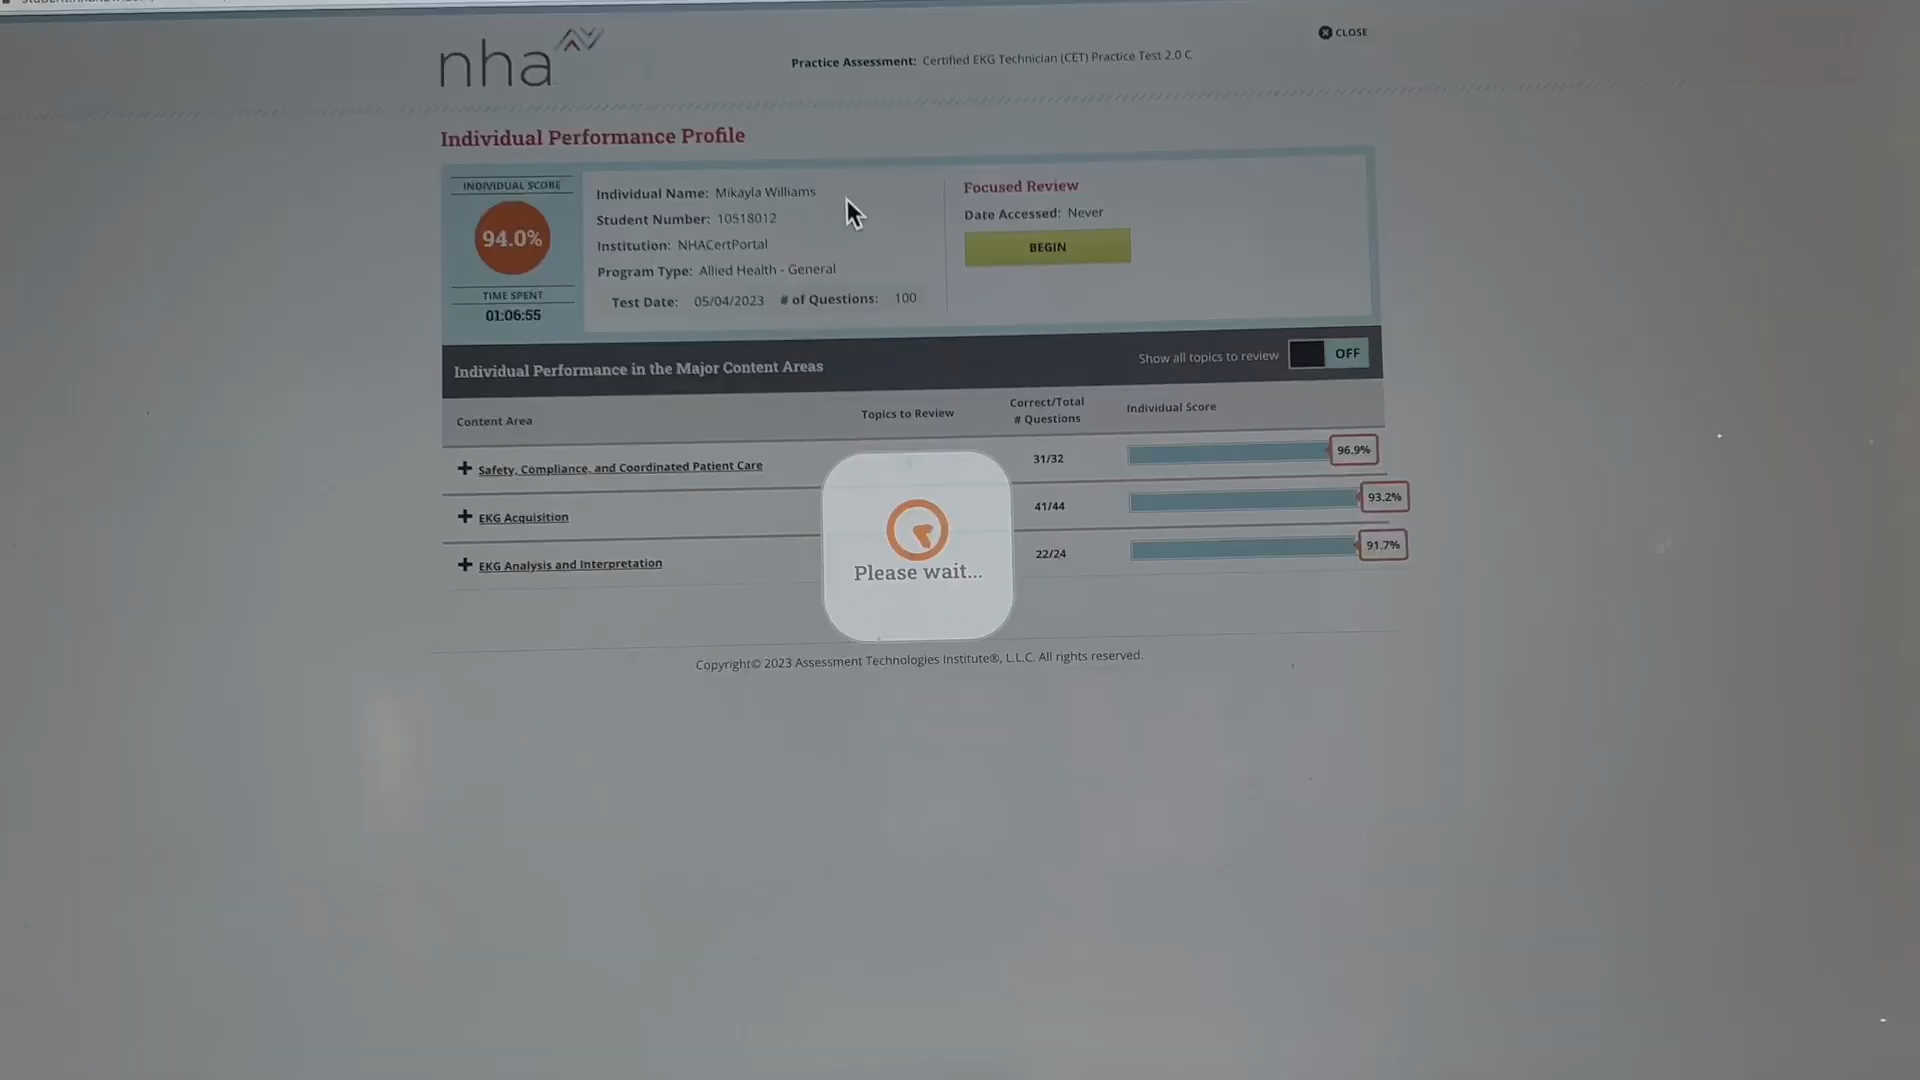 nha
CLOSE
Practice Assessment: Certified EKG Technician (CET) Practice Test 2.0 C
Individual Performance Profile
INDIVIDUAL SCORE
94.0%
TIME SPENT
01:06:55
Individual Name: Mikayla Williams
Student Number: 10518012
Institution: NHACertPortal
Program Type: Allied Health - General
Test Date: 05/04/2023 # of Questions: 100
Focused Review
Date Accessed: Never
BEGIN
Individual Performance in the Major Content Areas
Show all topics to review OFF
Content Area
Topics to Review
Correct/Total
# Questions
Individual Score
Safety, Compliance, and Coordinated Patient Care 31/32 96.9%
EKG Acquisition 41/44 93.2%
EKG Analysis and Interpretation 22/24 91.7%
Please wait...
Copyright© 2023 Assessment Technologies Institute®, L.L.C. All rights reserved.